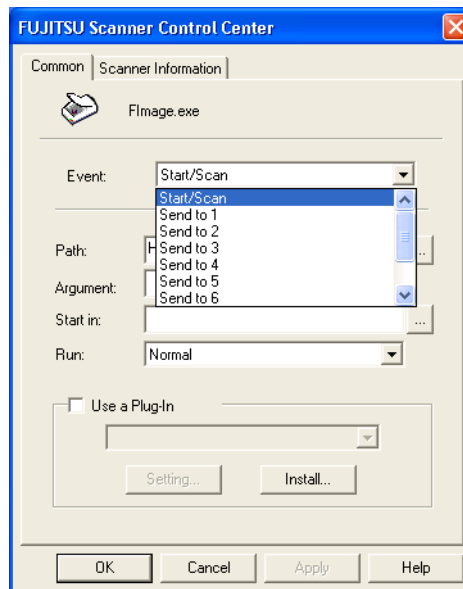 FUJITSU Scanner Control Center
Common Scanner Information
FImage.exe
Event: Start/Scan
Start/Scan
Send to 1
Send to 2
Path: H Send to 3 ..
Send to 4
Argument: Send to 5
Send to 6
Start in: ...
Run: Normal
Use a Plug-In
Setting... Install...
OK Cancel Apply Help